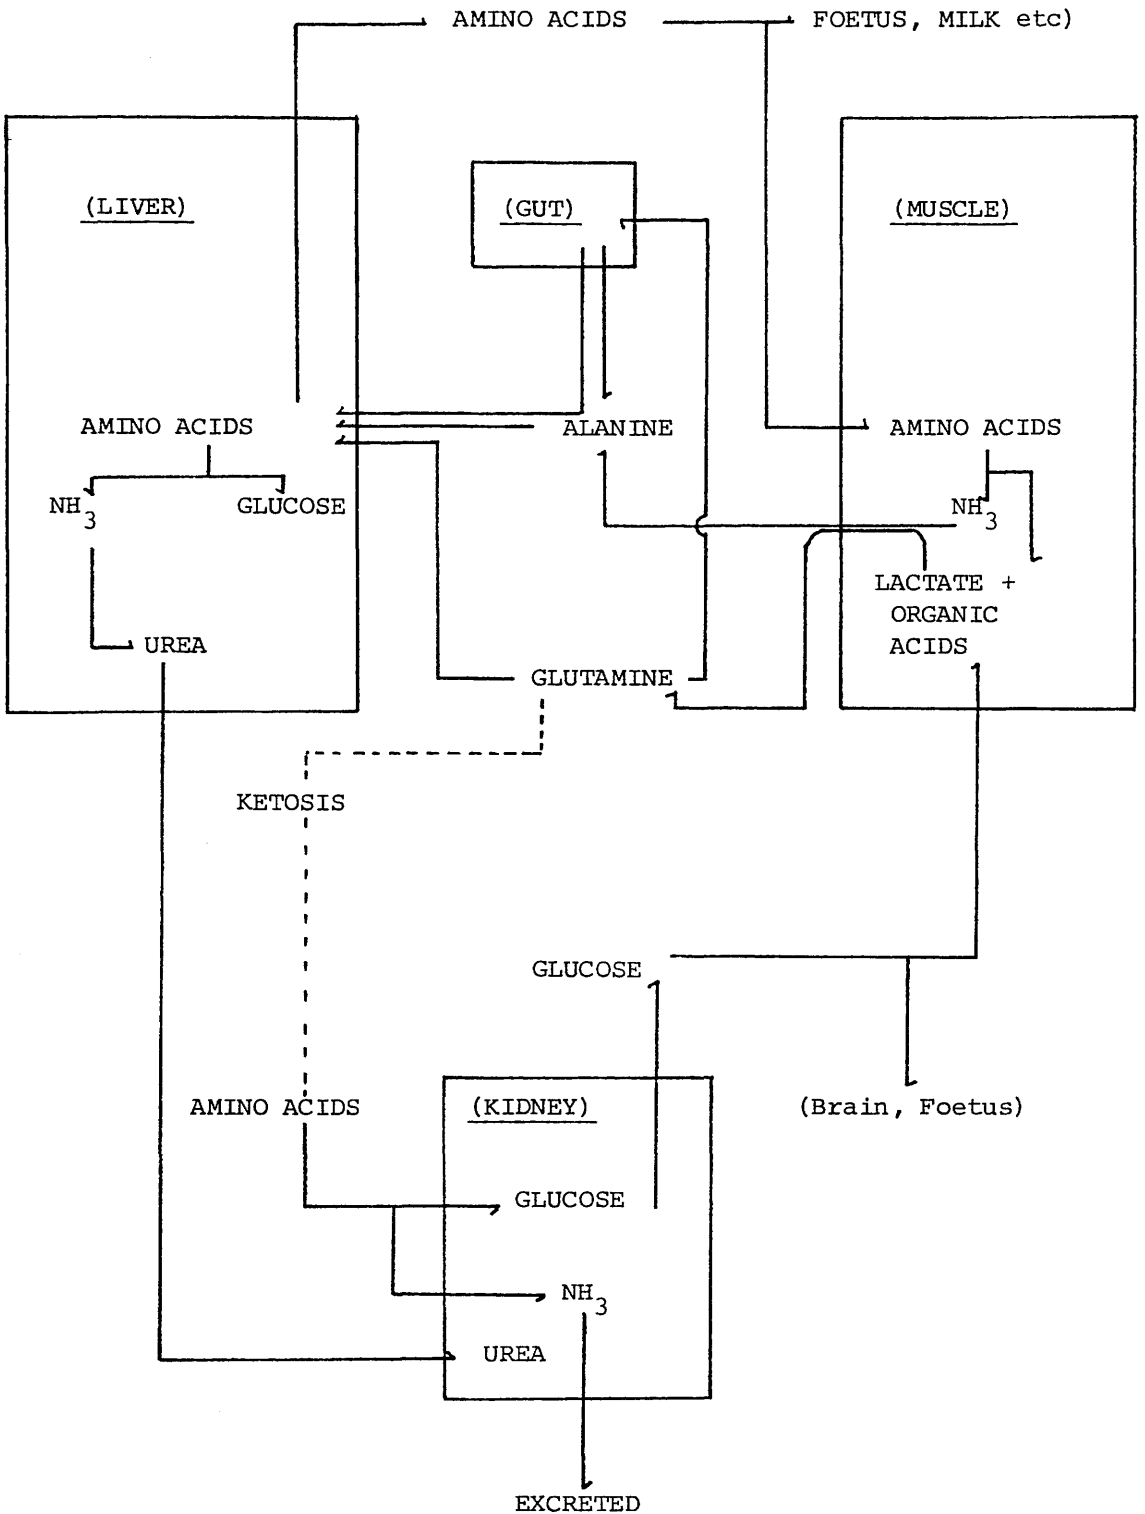 AMINO ACIDS
FOETUS, MILK etc)
(LIVER)
(GUT)
(MUSCLE)
AMINO ACIDS
ALANINE
AMINO ACIDS
NH3
GLUCOSE
NH3
LACTATE +
ORGANIC
ACIDS
UREA
GLUTAMINE
KETOSIS
GLUCOSE
AMINO ACIDS
(KIDNEY)
(Brain, Foetus)
GLUCOSE
NH3
UREA
EXCRETED